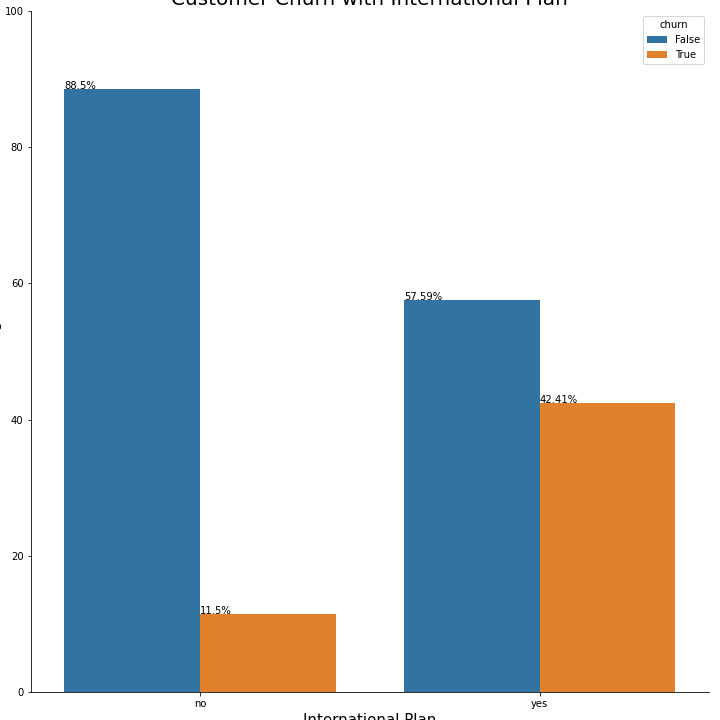 Customer Churn with International Plan
100
churn
False
True
88.5%
80
60
57.59%
42.41%
40
20
11.5%
0
no
yes
International Plan